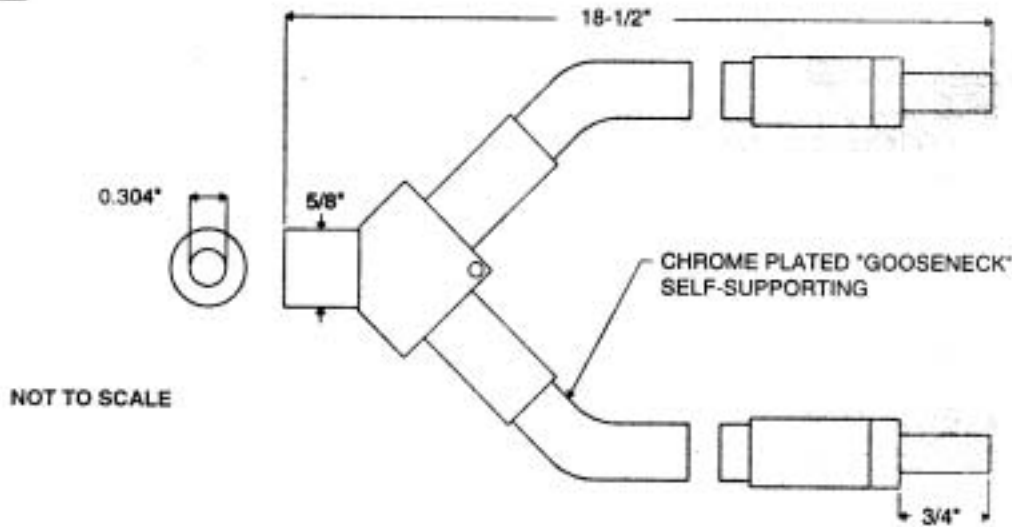 18-1/2"
0.304"
5/8"
CHROME PLATED "GOOSENECK"
SELF-SUPPORTING
NOT TO SCALE
3/4"